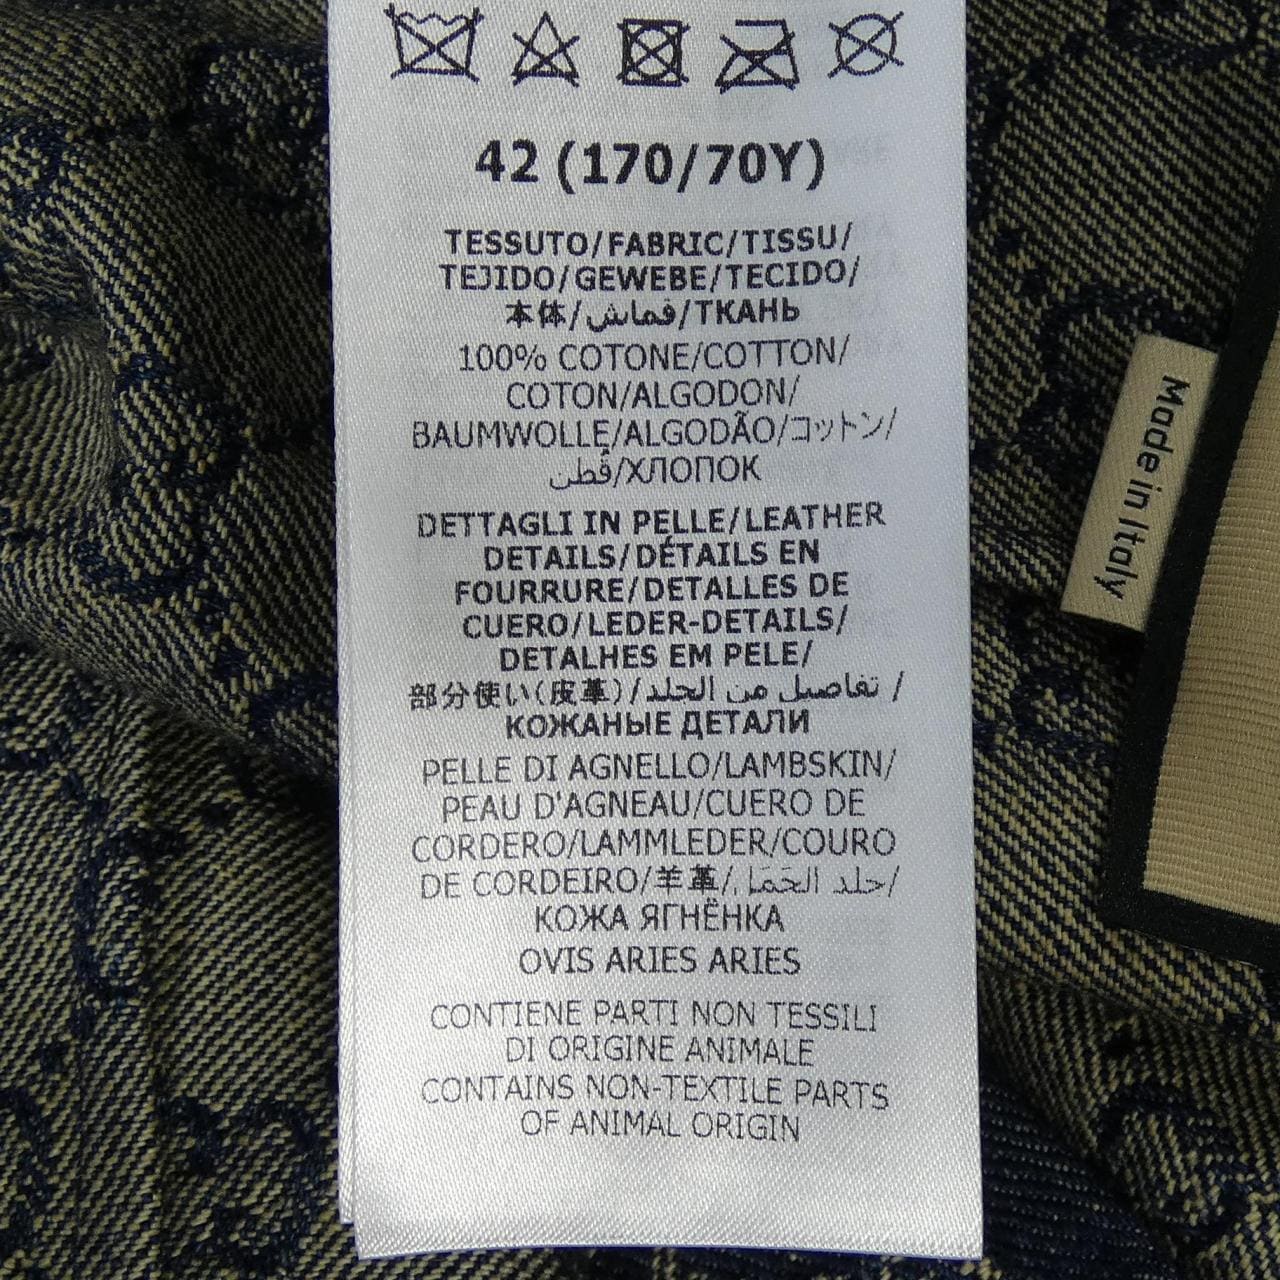 42 (170/70Y)
TESSUTO/FABRIC/TISSU/
TEJIDO/GEWEBE/TECIDO/
本体/قماش/ТКАНЬ
100% COTONE/COTTON/
COTON/ALGODON/
BAUMWOLLE/ALGODÃO/コットン/
قُطن/ХЛОПОК
DETTAGLI IN PELLE/LEATHER
DETAILS/DÉTAILS EN
FOURRURE/DETALLES DE
CUERO/LEDER-DETAILS/
DETALHES EM PELE/
部分使い(皮革)/تفاصيل من الجلد /
КОЖАНЫЕ ДЕТАЛИ
PELLE DI AGNELLO/LAMBSKIN/
PEAU D'AGNEAU/CUERO DE
CORDERO/LAMMLEDER/COURO
DE CORDEIRO/羊革/جلد الحَمَل/
КОЖА ЯГНЁНКА
OVIS ARIES ARIES
CONTIENE PARTI NON TESSILI
DI ORIGINE ANIMALE
CONTAINS NON-TEXTILE PARTS
OF ANIMAL ORIGIN
Made in Italy